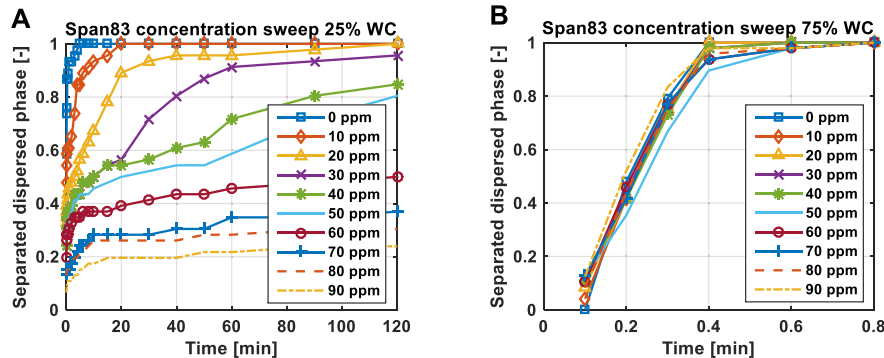 A
Span83 concentration sweep 25% WC
Separated dispersed phase [-]
1
0.8
0.6
0.4
0.2
0
0 ppm
10 ppm
20 ppm
30 ppm
40 ppm
50 ppm
60 ppm
70 ppm
80 ppm
90 ppm
0 20 40 60 80 100 120
Time [min]
B
Span83 concentration sweep 75% WC
Separated dispersed phase [-]
1
0.8
0.6
0.4
0.2
0
0 ppm
10 ppm
20 ppm
30 ppm
40 ppm
50 ppm
60 ppm
70 ppm
80 ppm
90 ppm
0 0.2 0.4 0.6 0.8
Time [min]